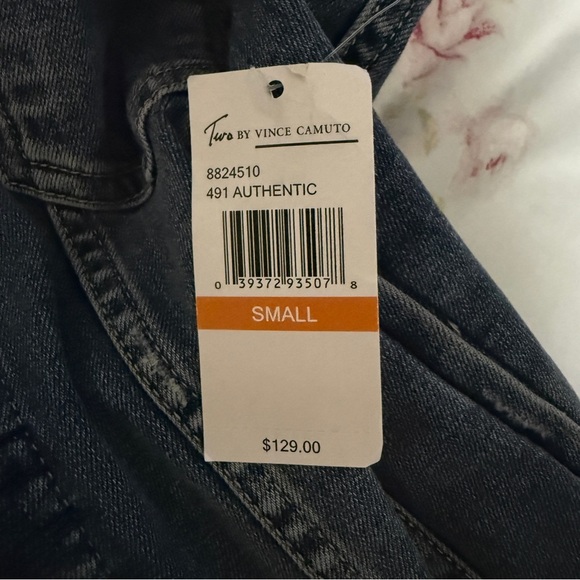 Two BY VINCE CAMUTO
8824510
491 AUTHENTIC
0 39372 93507 8
SMALL
$129.00